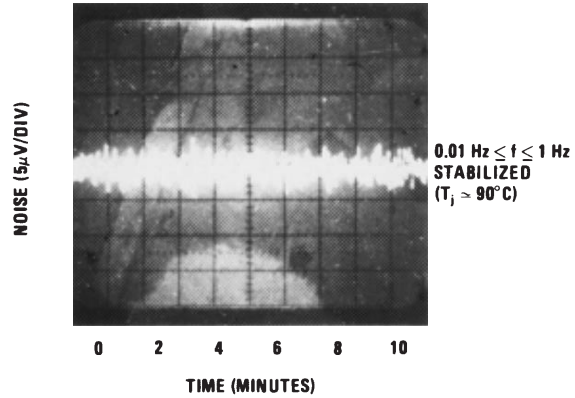 NOISE (5μV/DIV)
0.01 Hz ≤ f ≤ 1 Hz
STABILIZED
(Tj ≃ 90°C)
0 2 4 6 8 10
TIME (MINUTES)